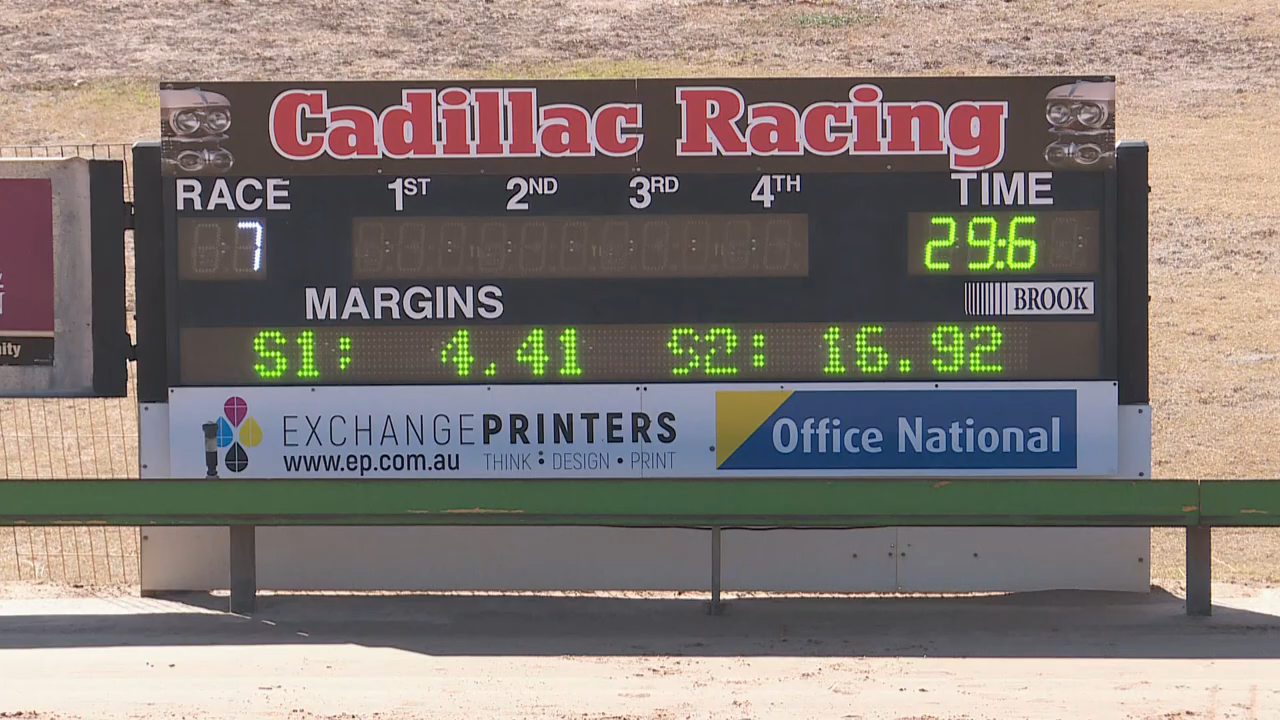 Cadillac Racing
RACE 1ST 2ND 3RD 4TH TIME
7 29:6
MARGINS BROOK
S1: 4.41 S2: 16.92
EXCHANGEPRINTERS
www.ep.com.au THINK • DESIGN • PRINT
Office National